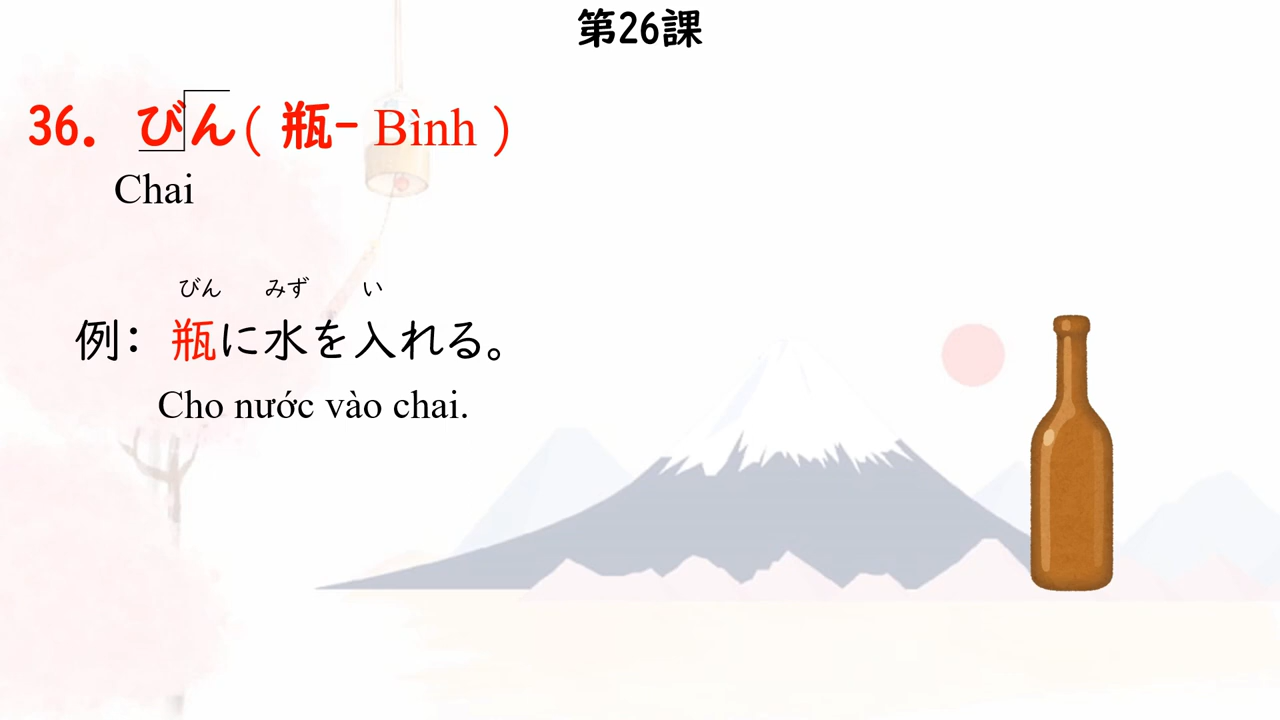 第26課
36. びん( 瓶- Bình )
Chai
びん みず い
例: 瓶に水を入れる。
Cho nước vào chai.